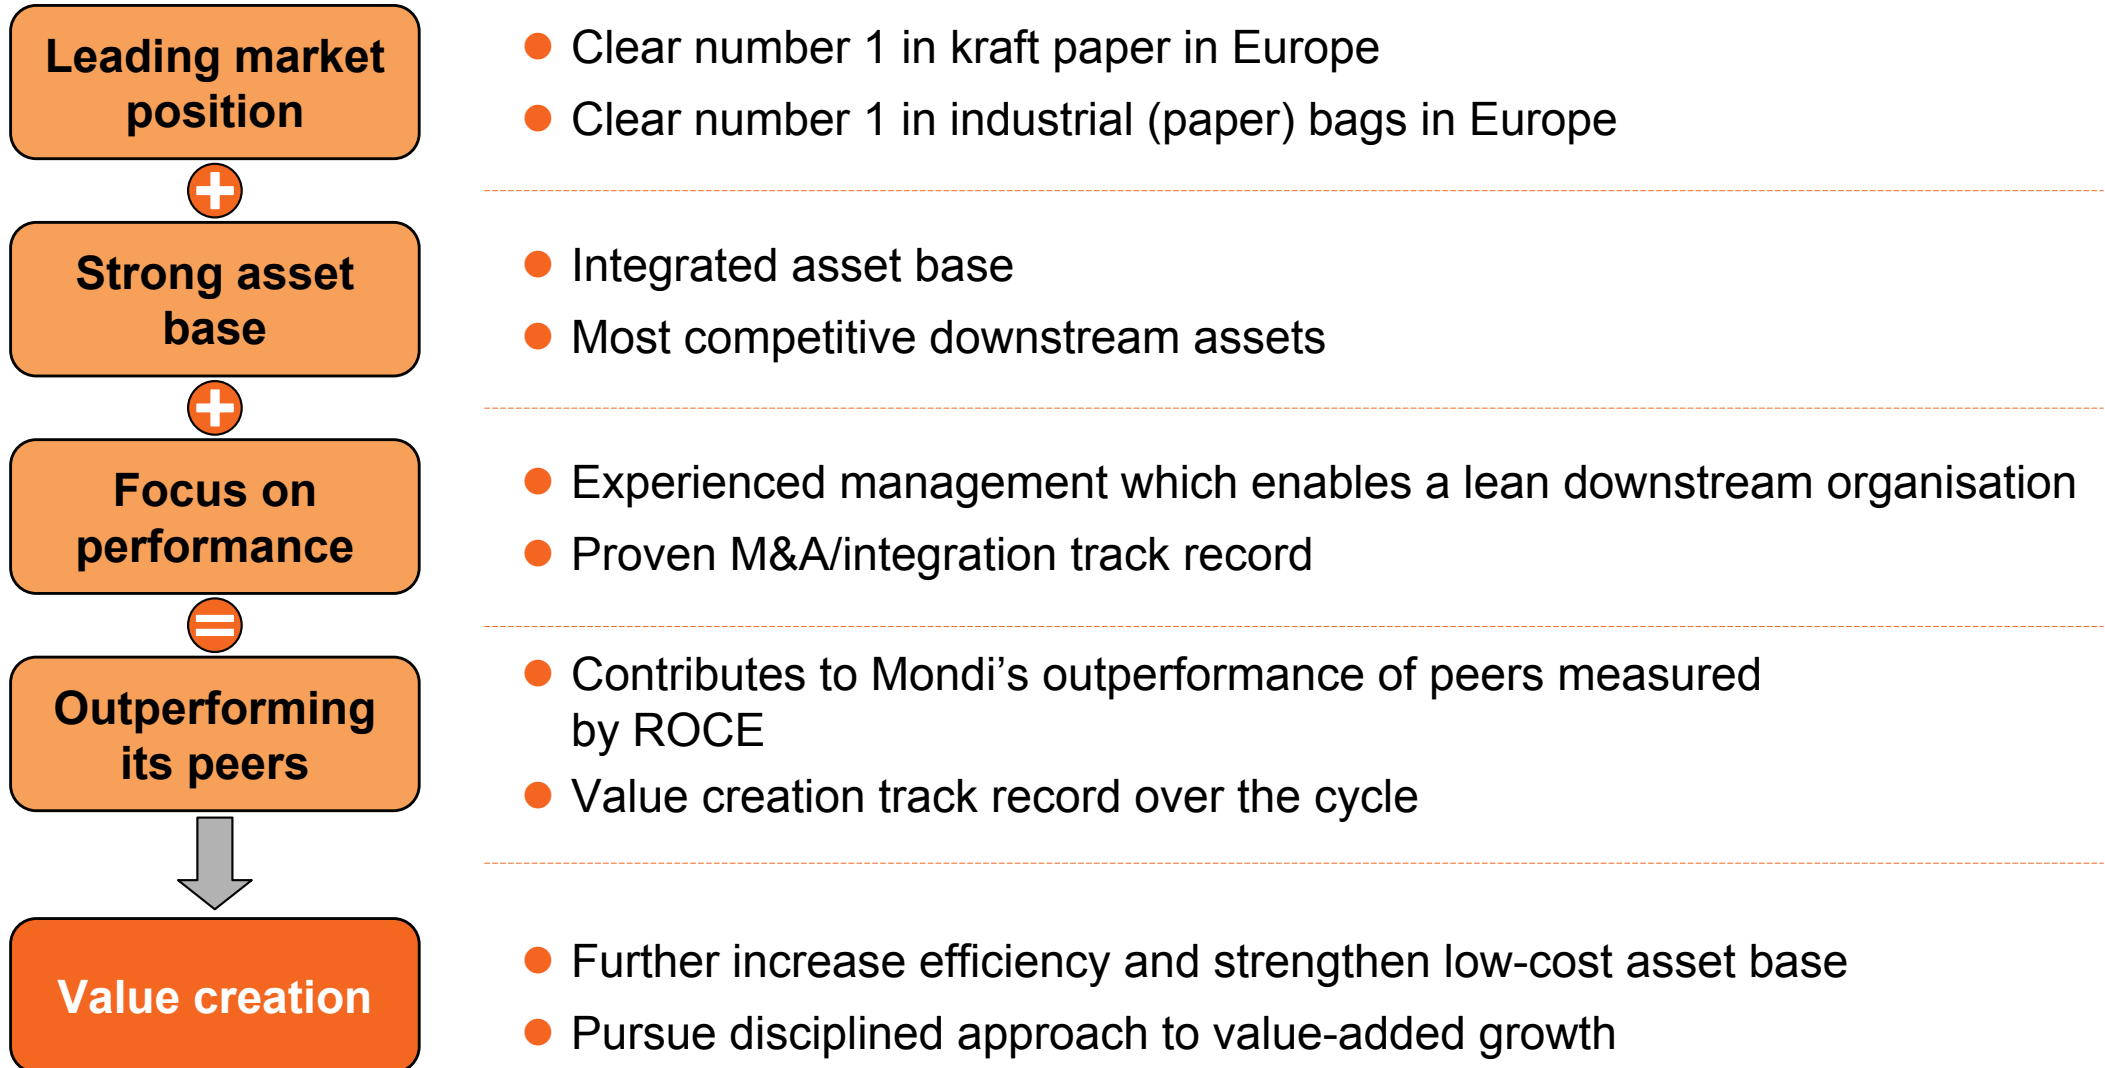 Leading market
position
● Clear number 1 in kraft paper in Europe
● Clear number 1 in industrial (paper) bags in Europe
+
Strong asset
base
● Integrated asset base
● Most competitive downstream assets
+
Focus on
performance
● Experienced management which enables a lean downstream organisation
● Proven M&A/integration track record
=
Outperforming
its peers
● Contributes to Mondi’s outperformance of peers measured
by ROCE
● Value creation track record over the cycle
Value creation
● Further increase efficiency and strengthen low-cost asset base
● Pursue disciplined approach to value-added growth